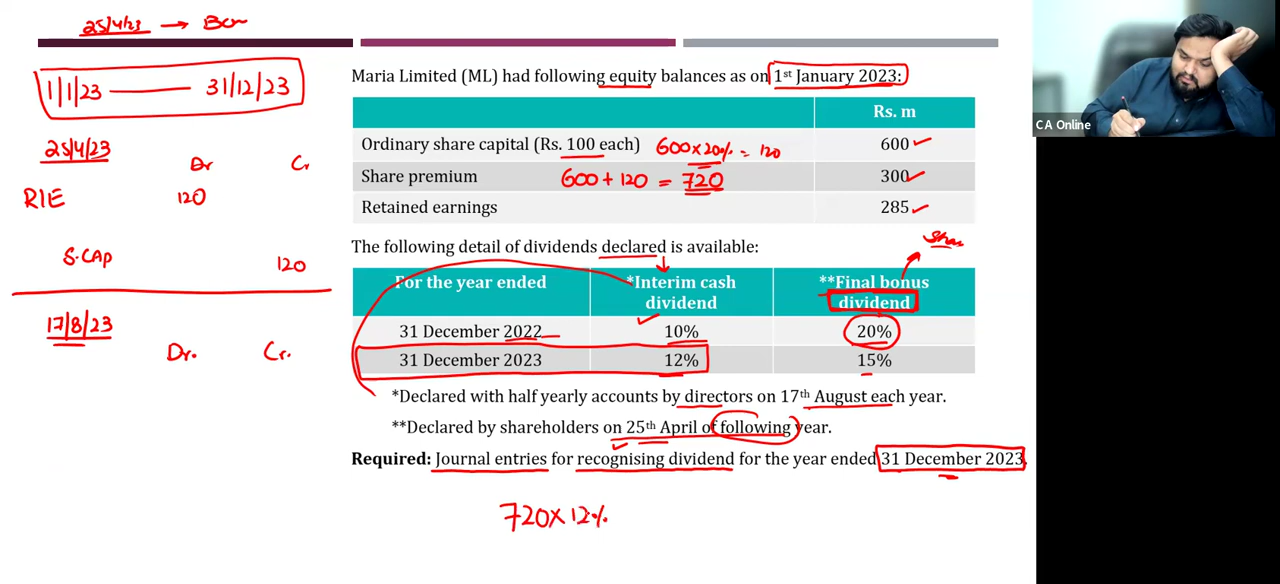 25/4/23 → Bon
1/1/23 —— 31/12/23
25/4/23
Dr Cr
R/E 120
S.CAp 120
17/8/23
Dr. Cr.
Maria Limited (ML) had following equity balances as on 1st January 2023:
Rs. m
Ordinary share capital (Rs. 100 each) 600×20% = 120 600
Share premium 600 + 120 = 720 300
Retained earnings 285
The following detail of dividends declared is available:
For the year ended *Interim cash dividend **Final bonus dividend
31 December 2022 10% 20%
31 December 2023 12% 15%
*Declared with half yearly accounts by directors on 17th August each year.
**Declared by shareholders on 25th April of following year.
Required: Journal entries for recognising dividend for the year ended 31 December 2023.
720×12%
C A Online